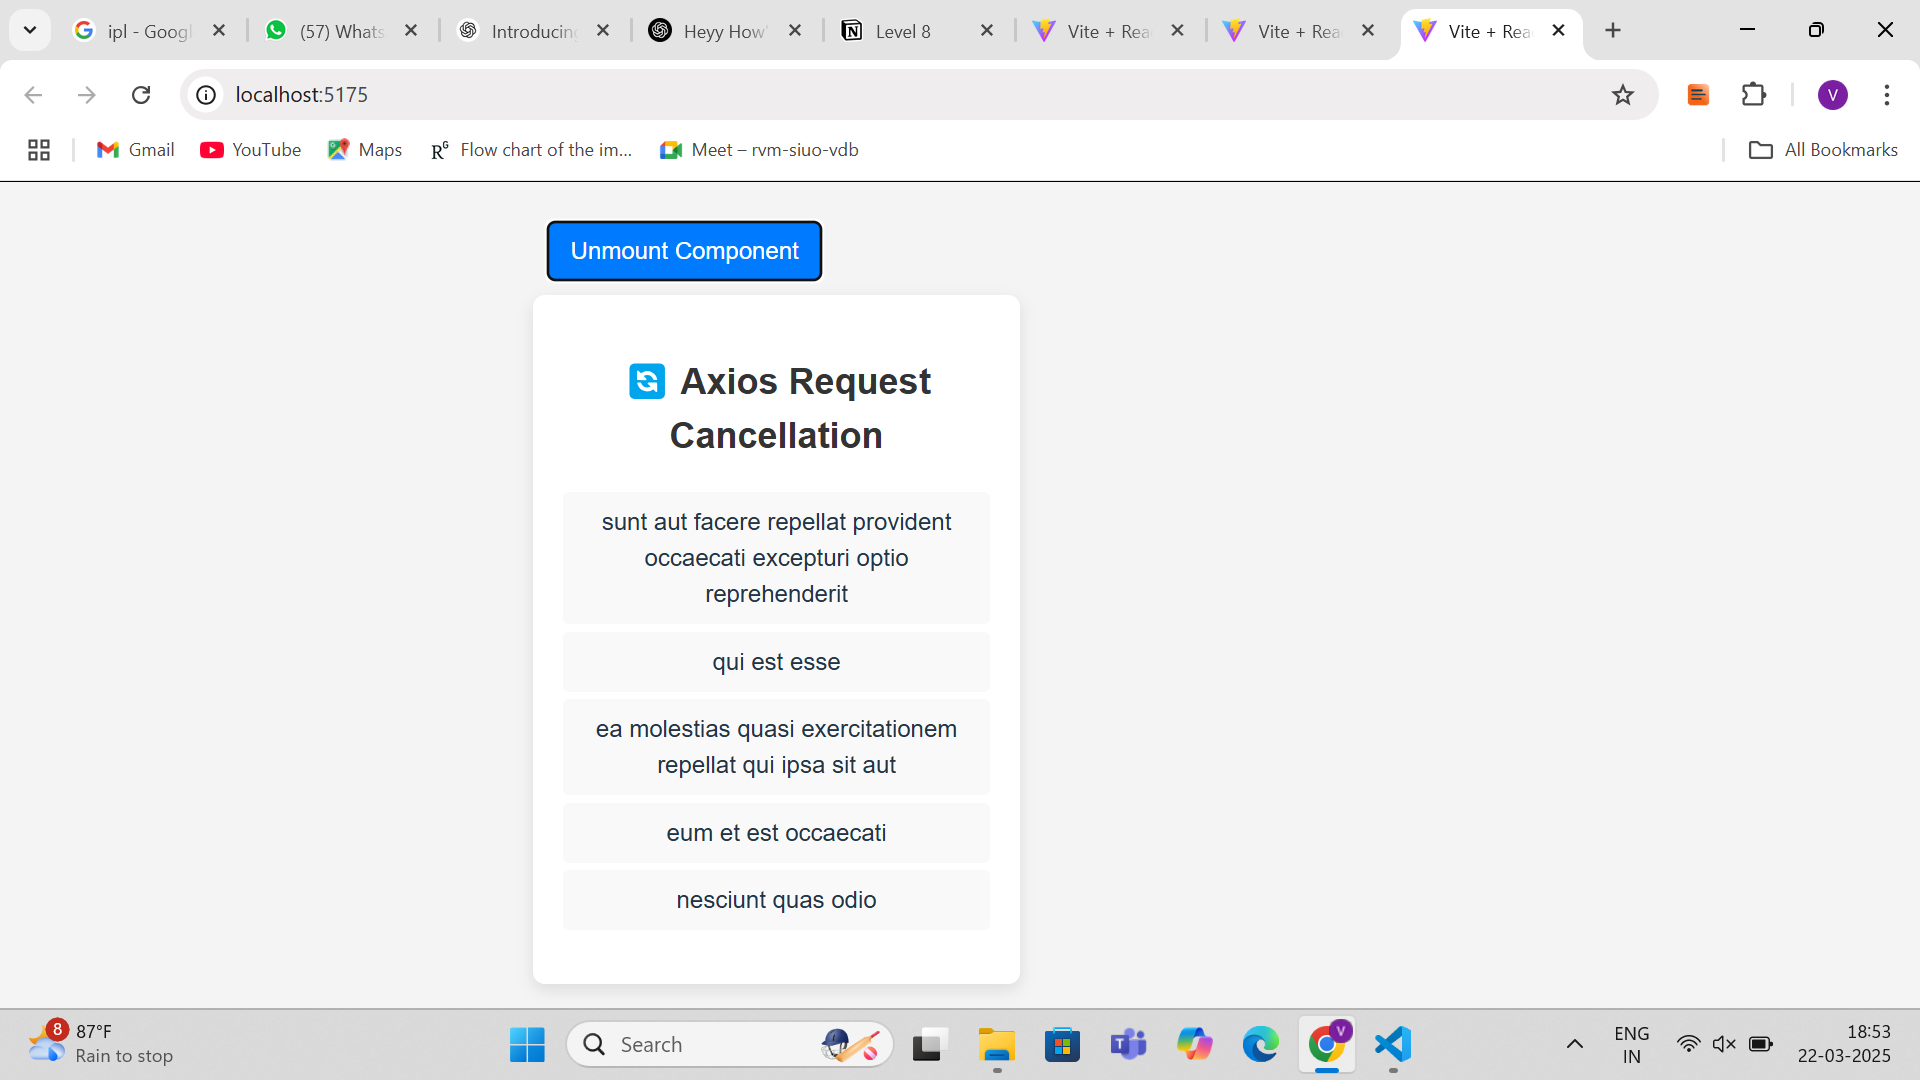 ipl - Googl
(57) Whats
Introducing
Heyy How'
Level 8
Vite + Rea
Vite + Rea
Vite + Rea
localhost:5175
V
Gmail
YouTube
Maps
RG
Flow chart of the im...
Meet – rvm-siuo-vdb
All Bookmarks
Unmount Component
Axios Request
Cancellation
sunt aut facere repellat provident
occaecati excepturi optio
reprehenderit
qui est esse
ea molestias quasi exercitationem
repellat qui ipsa sit aut
eum et est occaecati
nesciunt quas odio
8
87°F
Rain to stop
Search
V
ENG
IN
18:53
22-03-2025